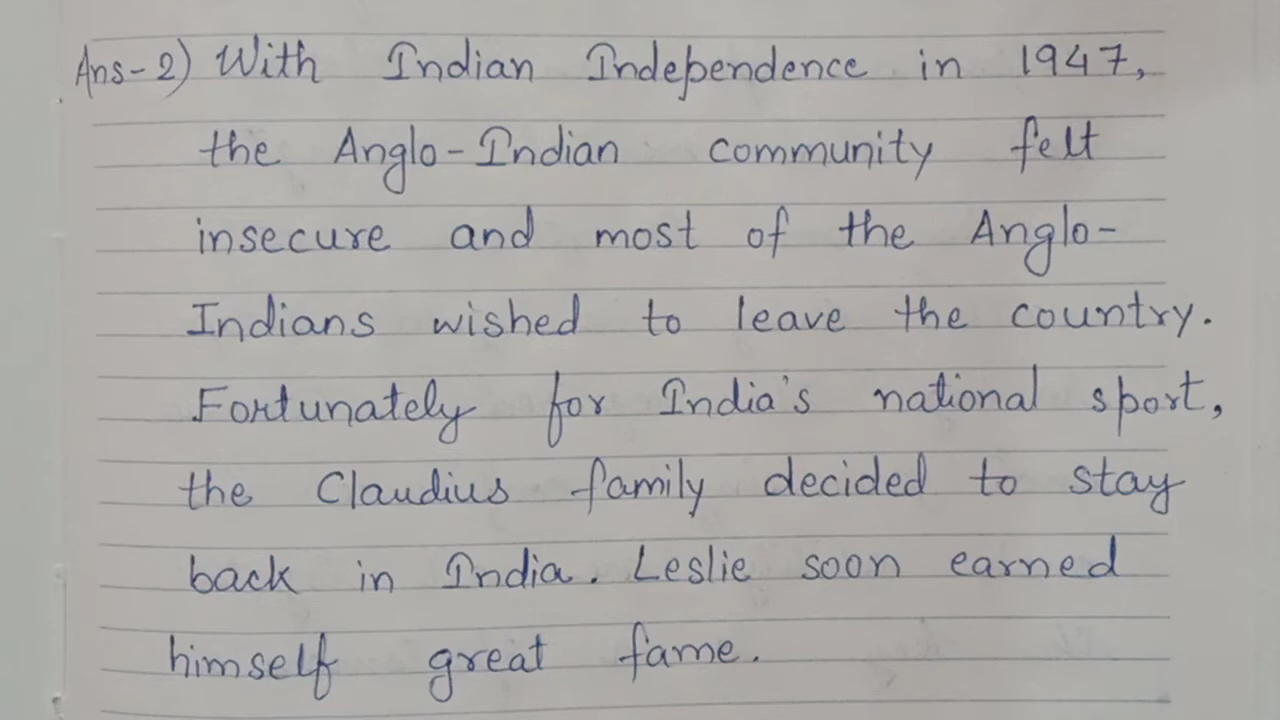 Ans-2) With Indian Independence in 1947,
the Anglo-Indian community felt
insecure and most of the Anglo-
Indians wished to leave the country.
Fortunately for India's national sport,
the Claudius family decided to stay
back in India. Leslie soon earned
himself great fame.